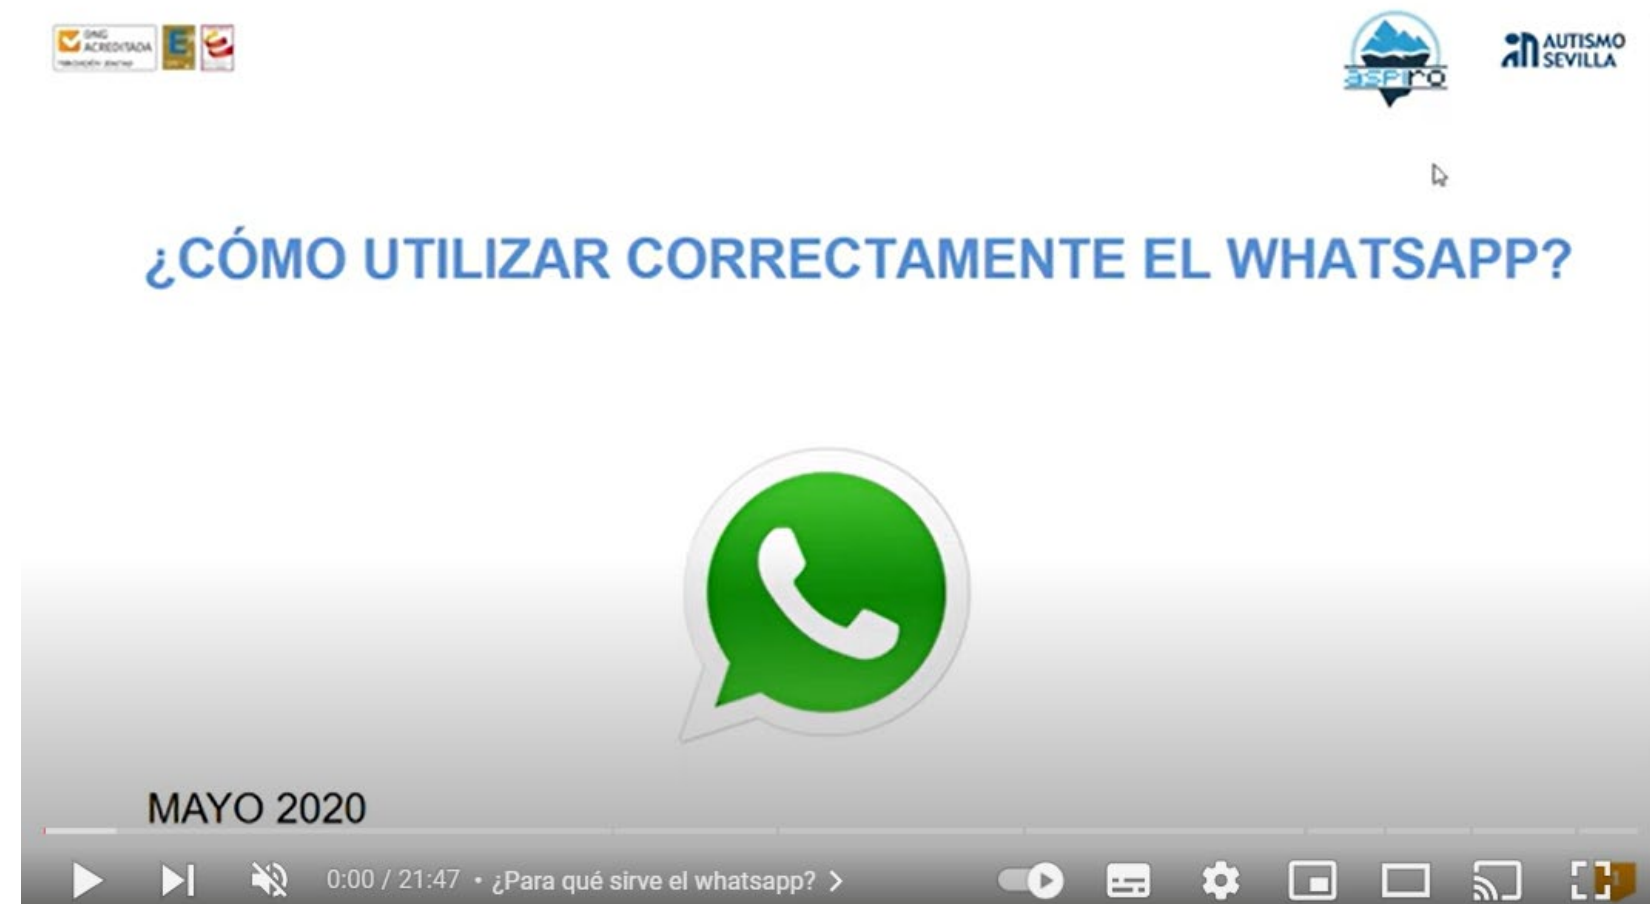 ONG
ACREDITADA
aspiro
AUTISMO
SEVILLA
¿CÓMO UTILIZAR CORRECTAMENTE EL WHATSAPP?
MAYO 2020
0:00 / 21:47 • ¿Para qué sirve el whatsapp?